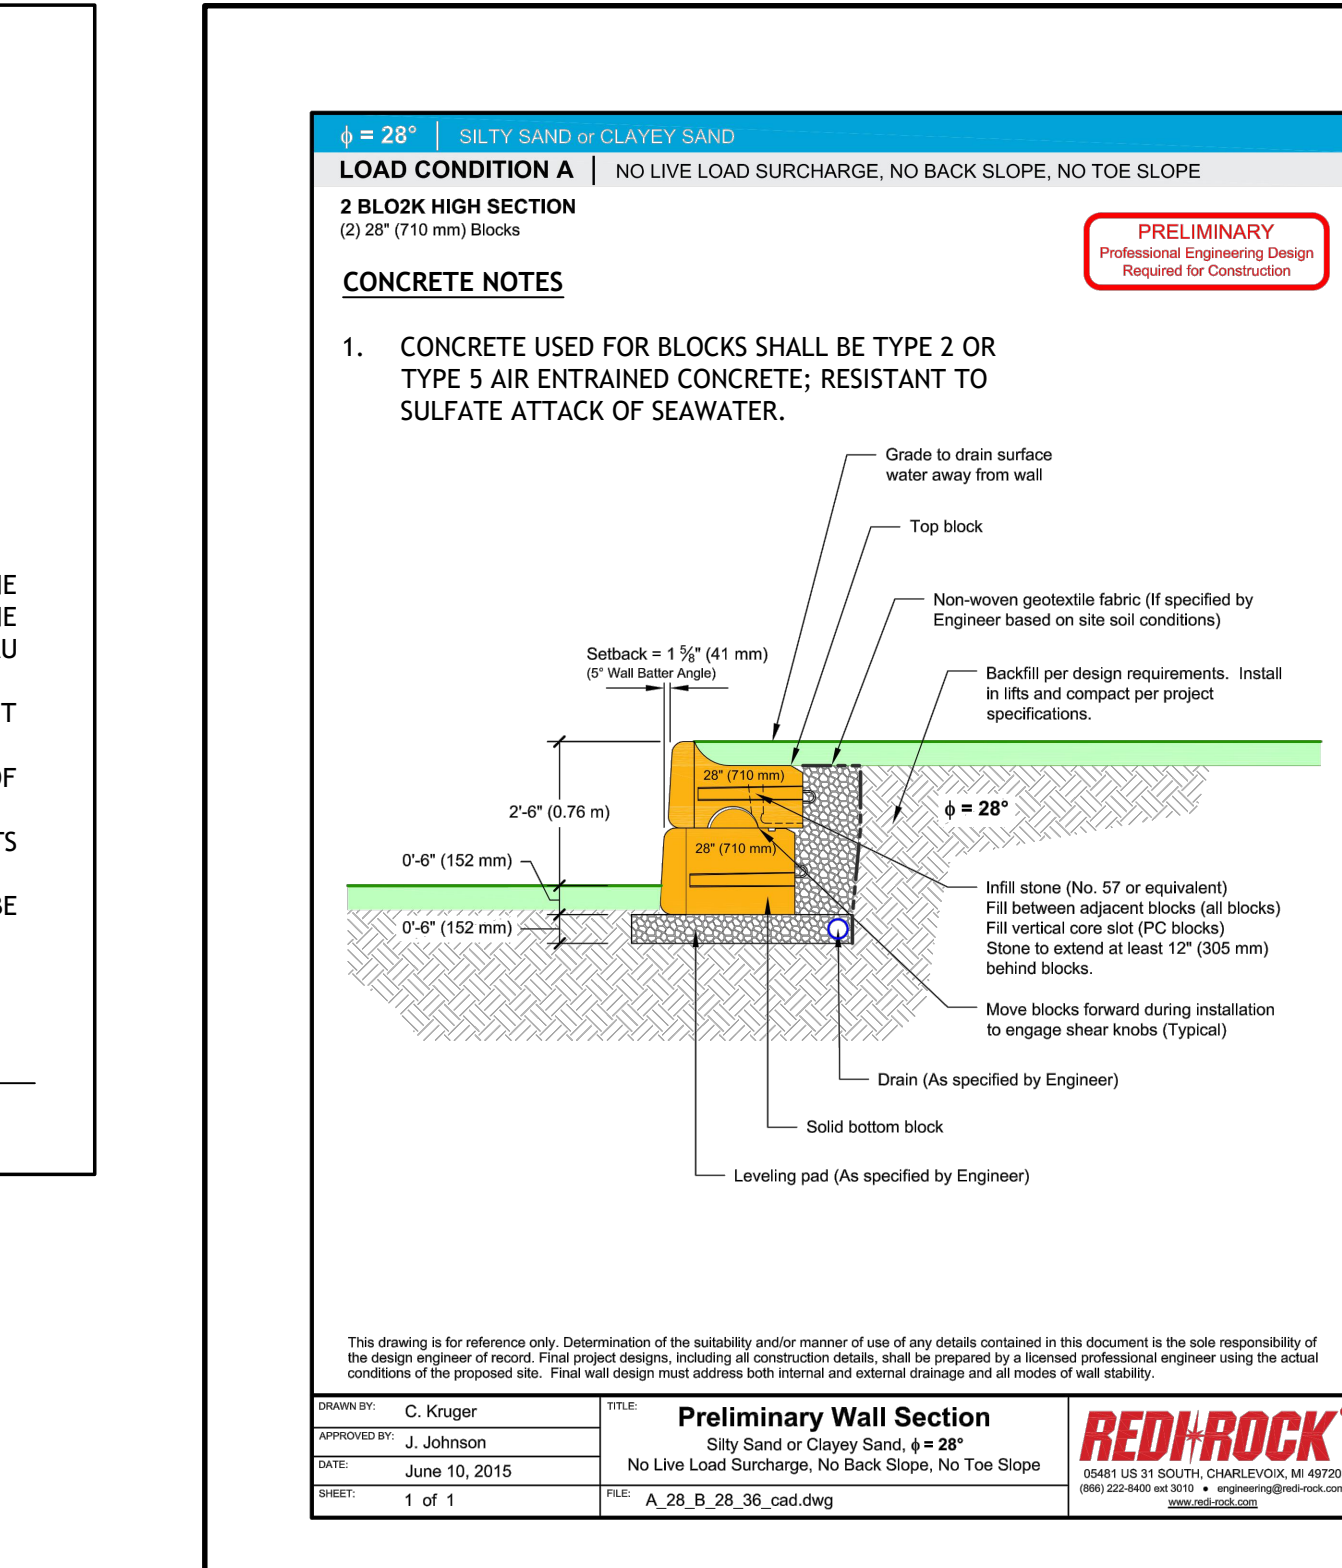 IE
IE
AU
T
OF
TS
BE
ϕ = 28° | SILTY SAND or CLAYEY SAND
LOAD CONDITION A | NO LIVE LOAD SURCHARGE, NO BACK SLOPE, NO TOE SLOPE
2 BLO2K HIGH SECTION
(2) 28" (710 mm) Blocks
PRELIMINARY
Professional Engineering Design
Required for Construction
CONCRETE NOTES
1. CONCRETE USED FOR BLOCKS SHALL BE TYPE 2 OR
TYPE 5 AIR ENTRAINED CONCRETE; RESISTANT TO
SULFATE ATTACK OF SEAWATER.
Grade to drain surface
water away from wall
Top block
Non-woven geotextile fabric (If specified by
Engineer based on site soil conditions)
Setback = 1 ⅝" (41 mm)
(5° Wall Batter Angle)
Backfill per design requirements. Install
in lifts and compact per project
specifications.
28" (710 mm)
2'-6" (0.76 m)
ϕ = 28°
28" (710 mm)
0'-6" (152 mm)
0'-6" (152 mm)
Infill stone (No. 57 or equivalent)
Fill between adjacent blocks (all blocks)
Fill vertical core slot (PC blocks)
Stone to extend at least 12" (305 mm)
behind blocks.
Move blocks forward during installation
to engage shear knobs (Typical)
Drain (As specified by Engineer)
Solid bottom block
Leveling pad (As specified by Engineer)
This drawing is for reference only. Determination of the suitability and/or manner of use of any details contained in this document is the sole responsibility of
the design engineer of record. Final project designs, including all construction details, shall be prepared by a licensed professional engineer using the actual
conditions of the proposed site. Final wall design must address both internal and external drainage and all modes of wall stability.
DRAWN BY: C. Kruger
APPROVED BY: J. Johnson
DATE: June 10, 2015
SHEET: 1 of 1
TITLE: Preliminary Wall Section
Silty Sand or Clayey Sand, ϕ = 28°
No Live Load Surcharge, No Back Slope, No Toe Slope
FILE: A_28_B_28_36_cad.dwg
REDI-ROCK
05481 US 31 SOUTH, CHARLEVOIX, MI 49720
(866) 222-8400 ext 3010 • engineering@redi-rock.com
www.redi-rock.com